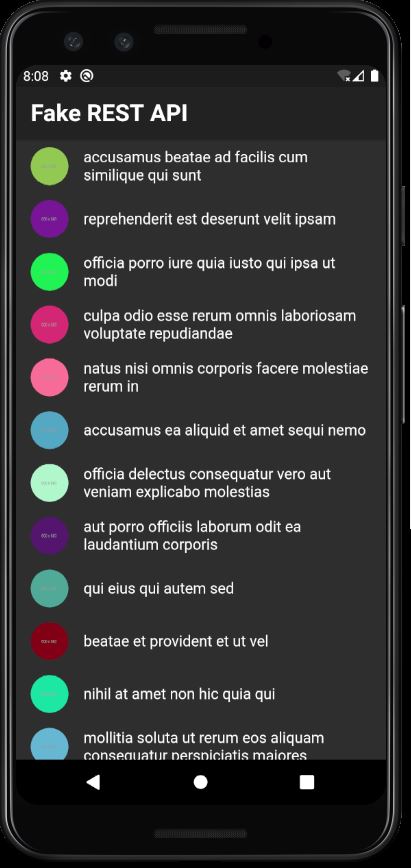 8:08
Fake REST API
accusamus beatae ad facilis cum
similique qui sunt
reprehenderit est deserunt velit ipsam
officia porro iure quia iusto qui ipsa ut
modi
culpa odio esse rerum omnis laboriosam
voluptate repudiandae
natus nisi omnis corporis facere molestiae
rerum in
accusamus ea aliquid et amet sequi nemo
officia delectus consequatur vero aut
veniam explicabo molestias
aut porro officiis laborum odit ea
laudantium corporis
qui eius qui autem sed
beatae et provident et ut vel
nihil at amet non hic quia qui
mollitia soluta ut rerum eos aliquam
consequatur perspiciatis maiores